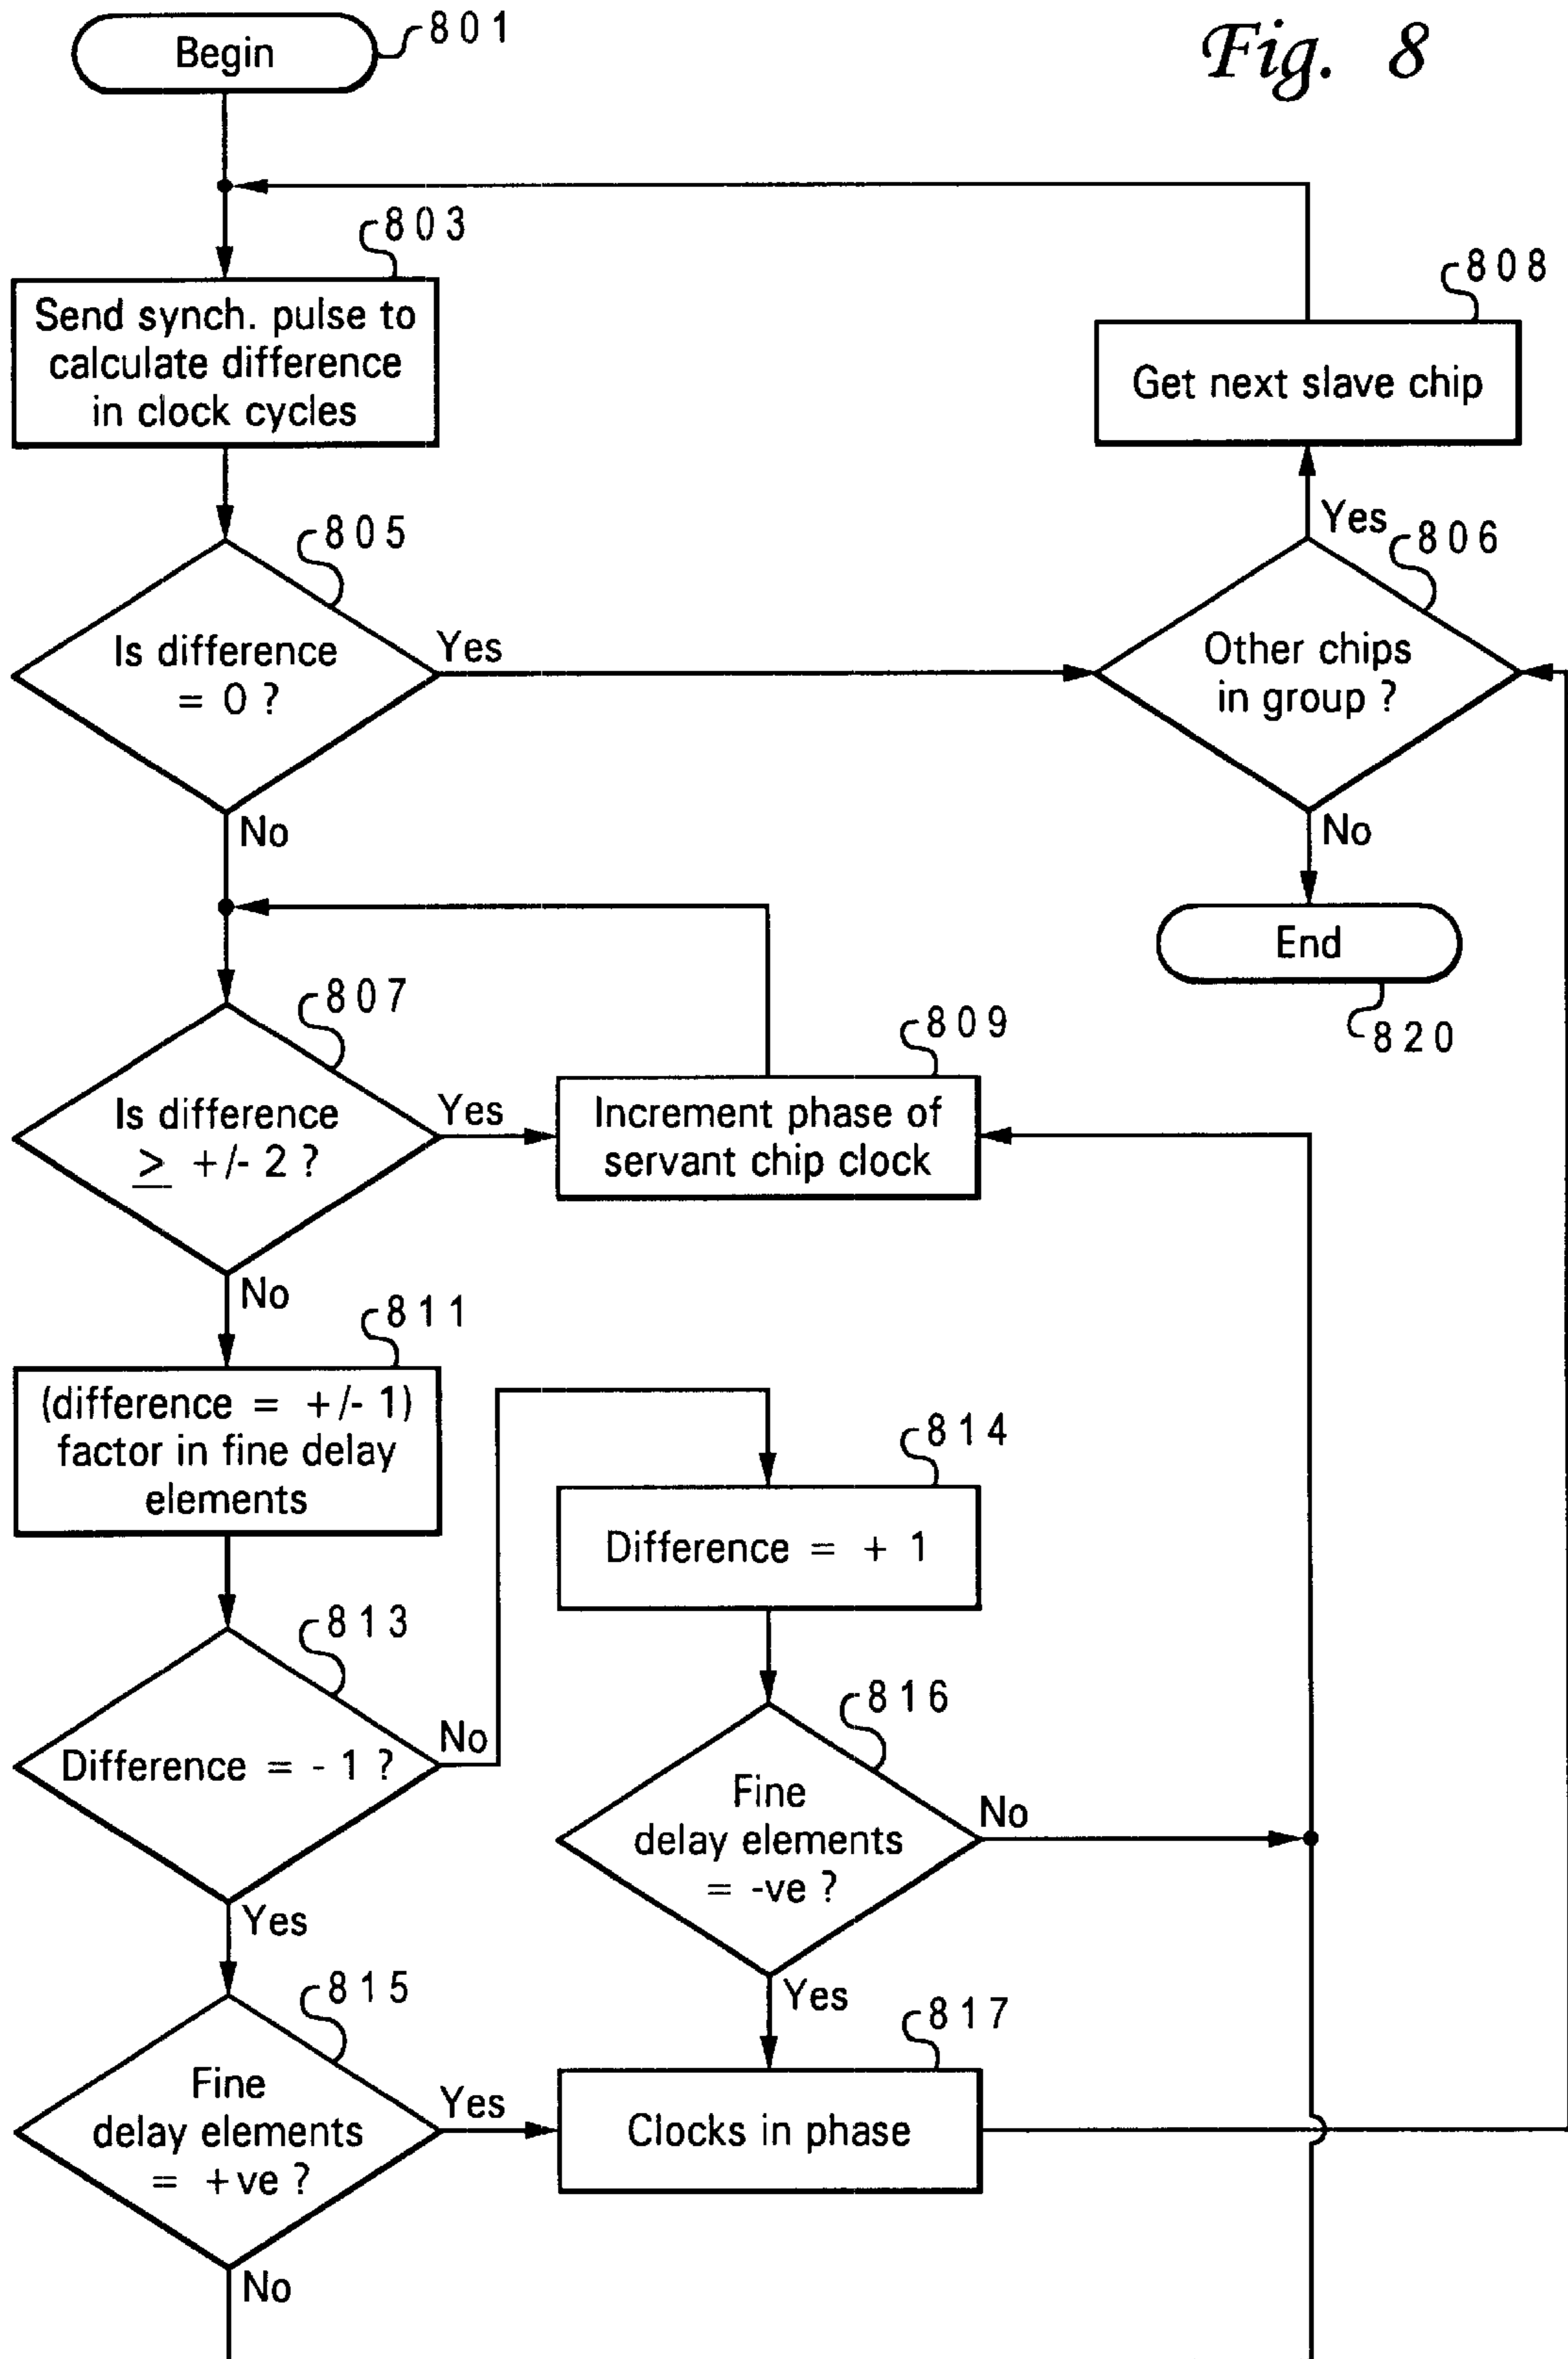 Fig. 8
Begin
801
803
Send synch. pulse to
calculate difference
in clock cycles
808
Get next slave chip
Yes
805
Is difference
= 0 ?
Yes
No
806
Other chips
in group ?
No
End
820
807
Is difference
≥ +/- 2 ?
Yes
No
809
Increment phase of
servant chip clock
811
(difference = +/- 1)
factor in fine delay
elements
814
Difference = + 1
813
Difference = - 1 ?
No
Yes
816
Fine
delay elements
= -ve ?
No
Yes
815
Fine
delay elements
= +ve ?
Yes
No
817
Clocks in phase